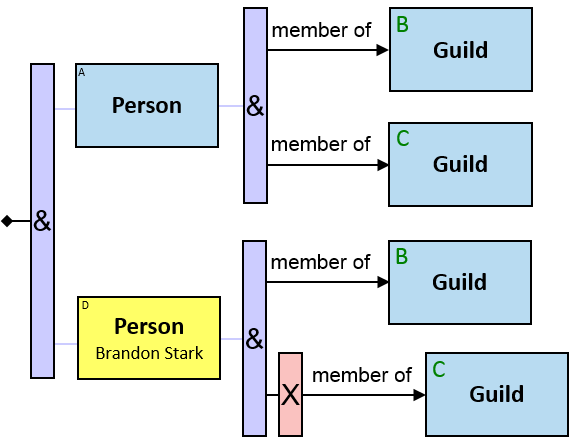 member of
B
Guild
A
Person
&
member of
C
Guild
&
member of
B
Guild
D
Person
Brandon Stark
&
X
member of
C
Guild